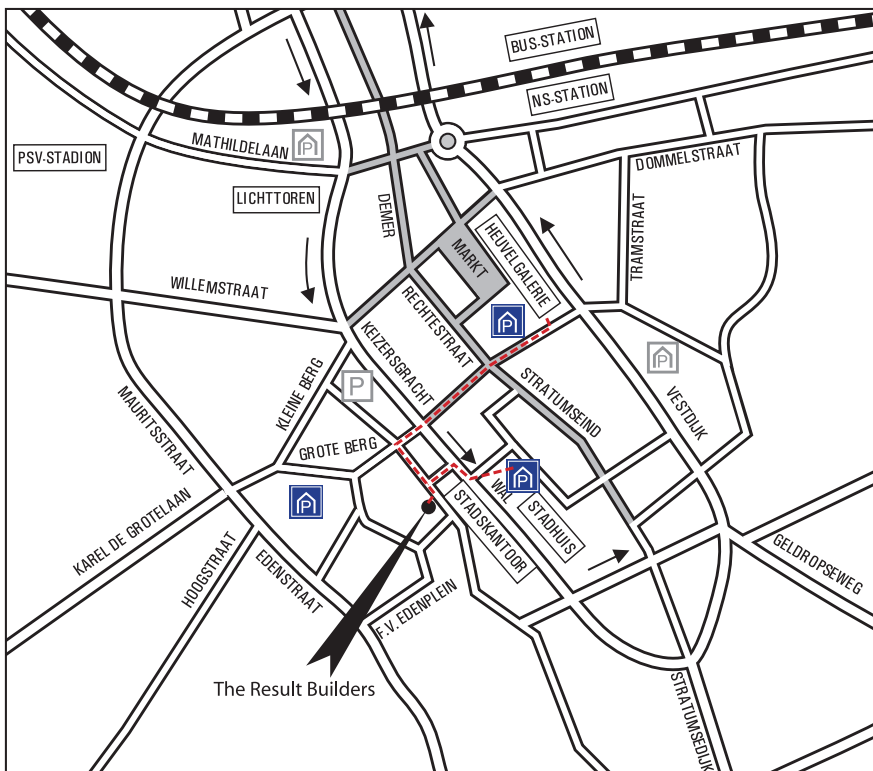 BUS-STATION
NS-STATION
MATHILDELAAN
P
PSV-STADION
DOMMELSTRAAT
LICHTTOREN
DEMER
HEUVELGALERIE
MARKT
TRAMSTRAAT
WILLEMSTRAAT
RECHTESTRAAT
P
KEIZERSGRACHT
P
P
KLEINE BERG
STRATUMSEIND
VESTDIJK
MAURITSSTRAAT
GROTE BERG
P
P
WAL
STADHUIS
STADSKANTOOR
KAREL DE GROTELAAN
HOOGSTRAAT
EDENSTRAAT
GELDROPSEWEG
F.V. EDENPLEIN
The Result Builders
STRATUMSEDIJK